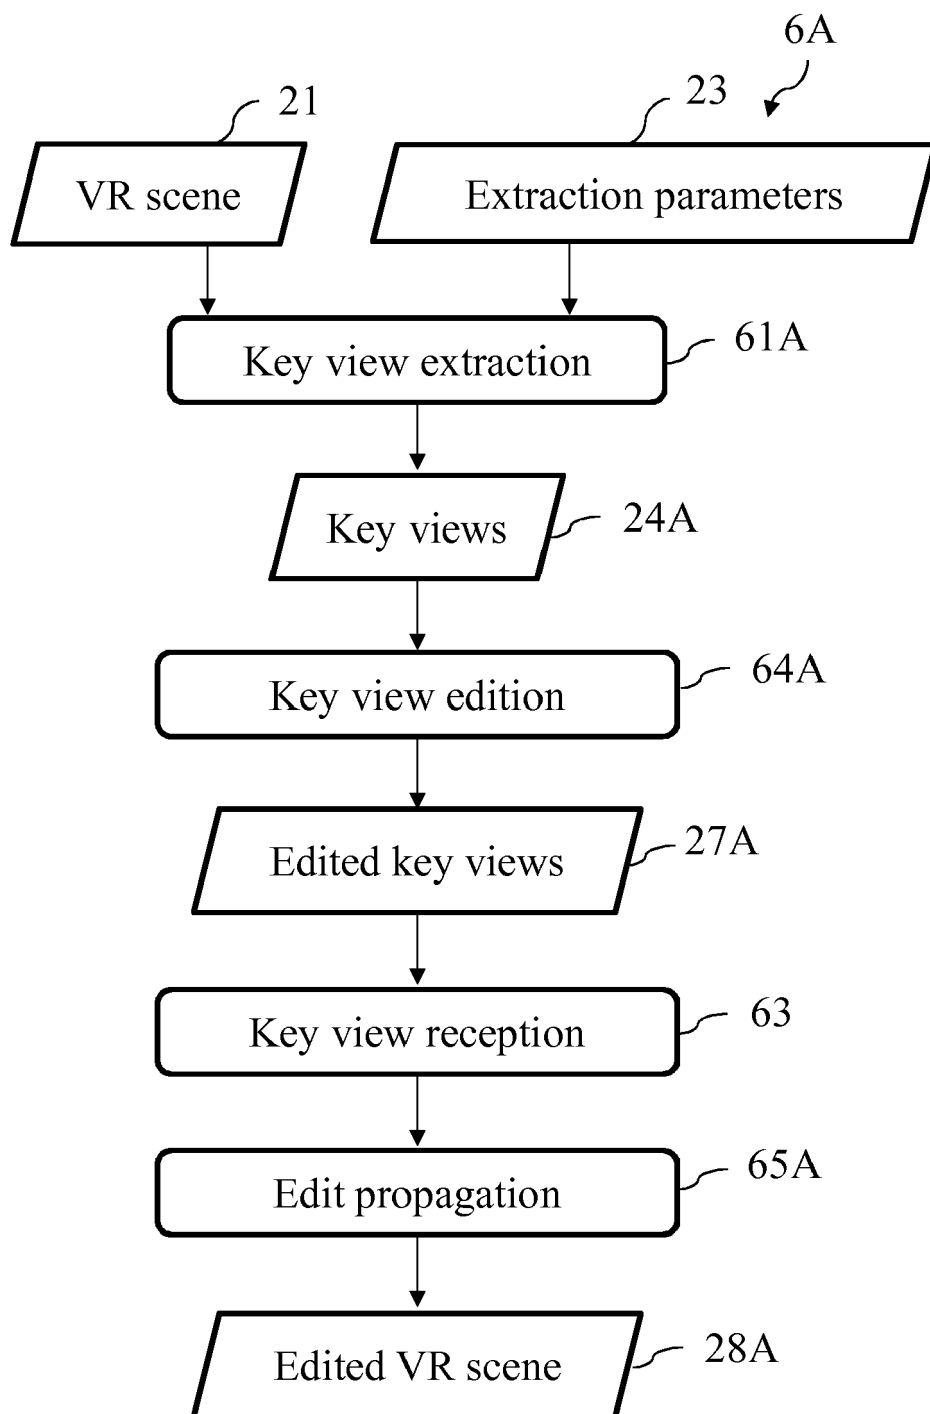 6A
21
23
VR scene
Extraction parameters
Key view extraction
61A
Key views
24A
Key view edition
64A
Edited key views
27A
Key view reception
63
Edit propagation
65A
Edited VR scene
28A